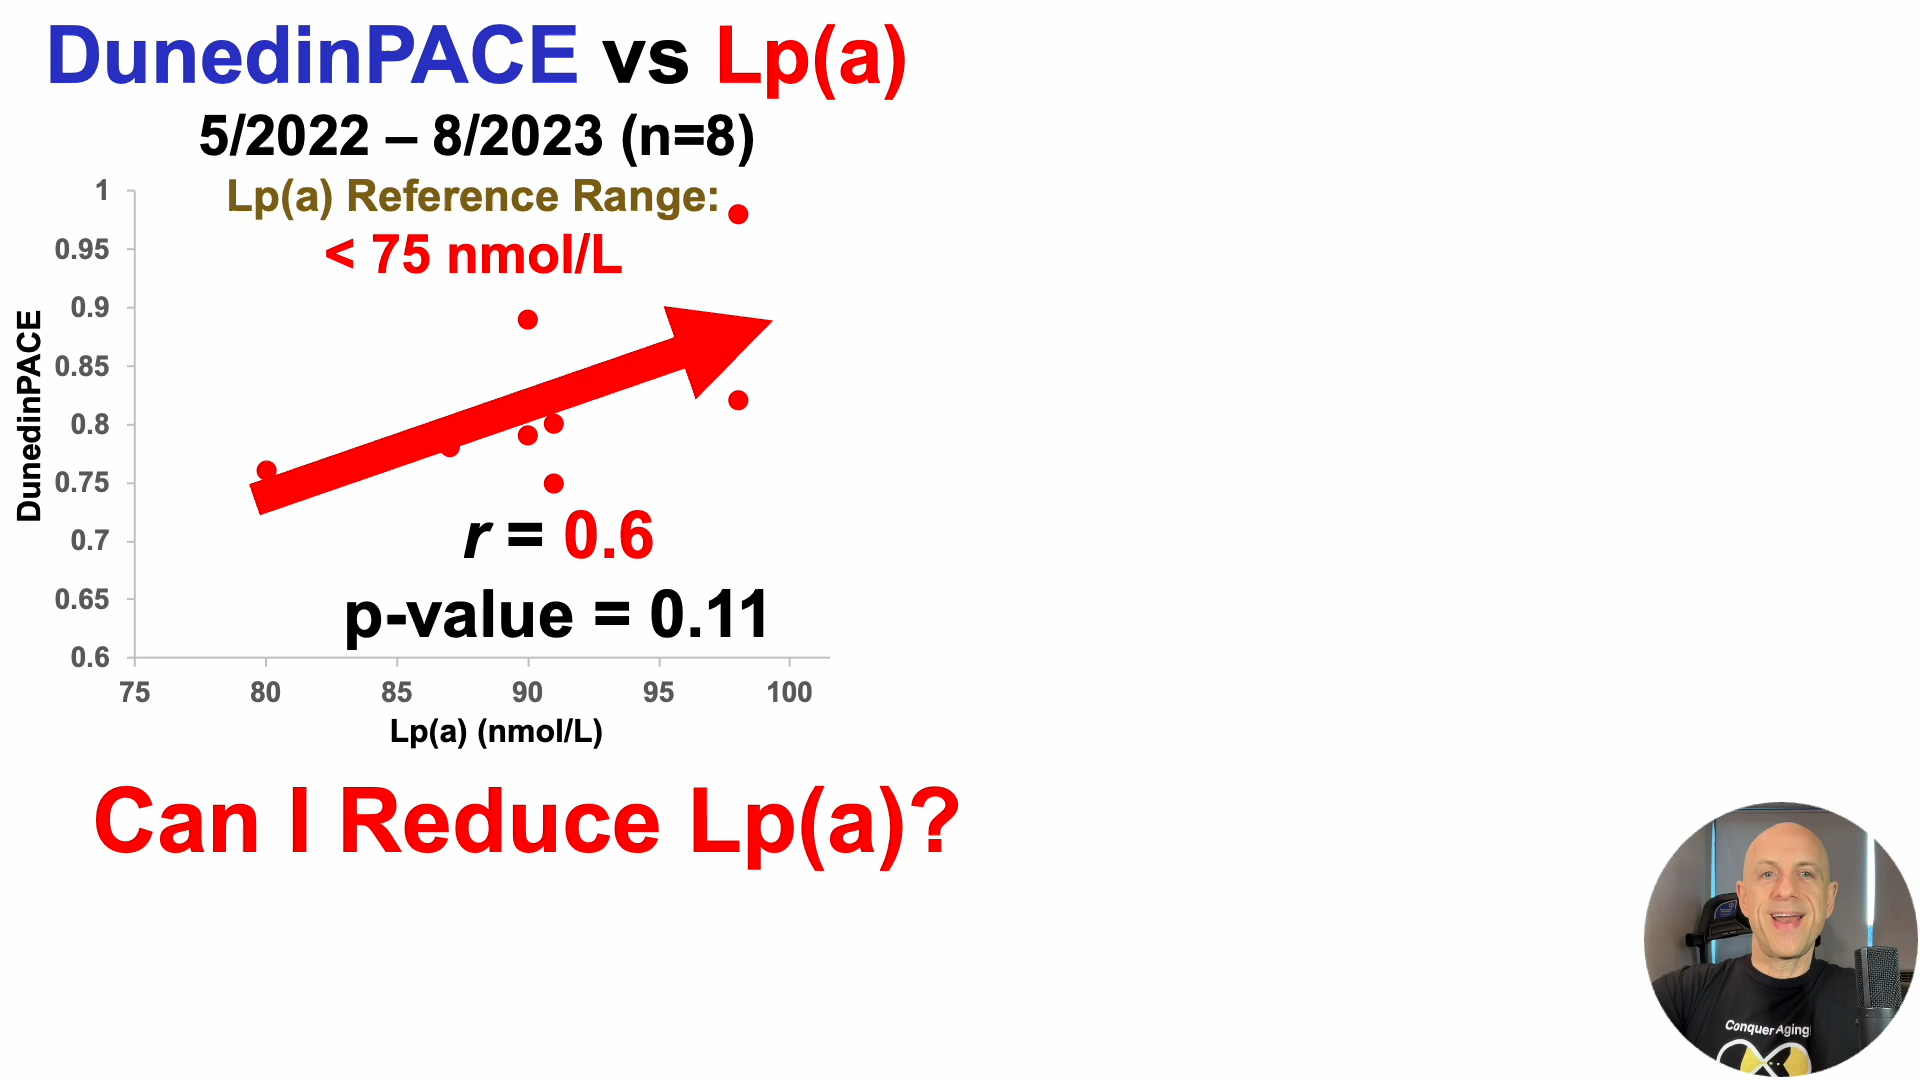 DunedinPACE vs Lp(a)
5/2022 – 8/2023 (n=8)
Lp(a) Reference Range:
< 75 nmol/L
1
0.95
0.9
0.85
0.8
0.75
0.7
0.65
0.6
DunedinPACE
r = 0.6
p-value = 0.11
75 80 85 90 95 100
Lp(a) (nmol/L)
Can I Reduce Lp(a)?
Conquer Aging